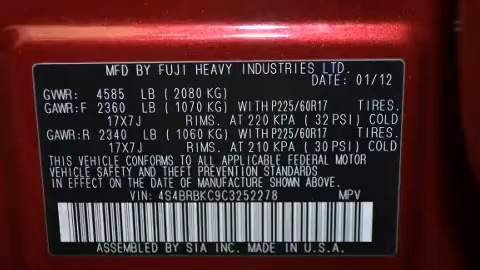 MFD BY FUJI HEAVY INDUSTRIES LTD.
DATE: 01/12
GVWR: 4585 LB (2080 KG)
GAWR:F 2360 LB (1070 KG) WITH P225/60R17 TIRES.
17X7J RIMS. AT 220 KPA (32 PSI) COLD
GAWR:R 2340 LB (1060 KG) WITH P225/60R17 TIRES.
17X7J RIMS. AT 210 KPA (30 PSI) COLD
THIS VEHICLE CONFORMS TO ALL APPLICABLE FEDERAL MOTOR
VEHICLE SAFETY AND THEFT PREVENTION STANDARDS
IN EFFECT ON THE DATE OF MANUFACTURE SHOWN ABOVE.
VIN: 4S4BRBKC9C3252278 MPV
ASSEMBLED BY SIA INC. MADE IN U.S.A.